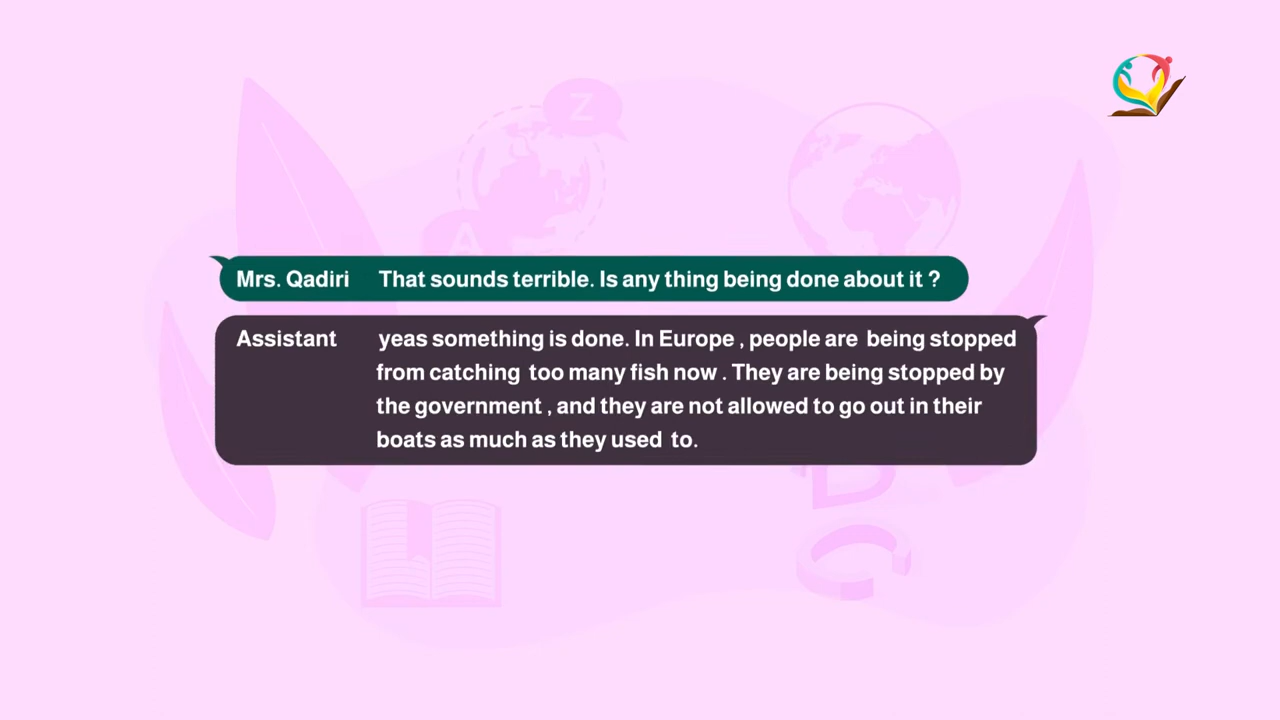 Z
A
Mrs. Qadiri That sounds terrible. Is any thing being done about it ?
Assistant yeas something is done. In Europe , people are being stopped
from catching too many fish now . They are being stopped by
the government , and they are not allowed to go out in their
boats as much as they used to.